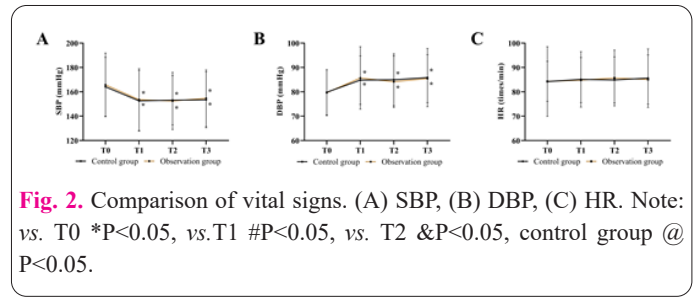 A
B
C
200
180
160
140
120
SBP (mmHg)
T0 T1 T2 T3
* * *
* * *
Control group Observation group
100
90
80
70
60
DBP (mmHg)
T0 T1 T2 T3
* * *
* * *
Control group Observation group
100
90
80
70
60
HR (times/min)
T0 T1 T2 T3
Control group Observation group
Fig. 2. Comparison of vital signs. (A) SBP, (B) DBP, (C) HR. Note:
vs. T0 *P<0.05, vs.T1 #P<0.05, vs. T2 &P<0.05, control group @
P<0.05.